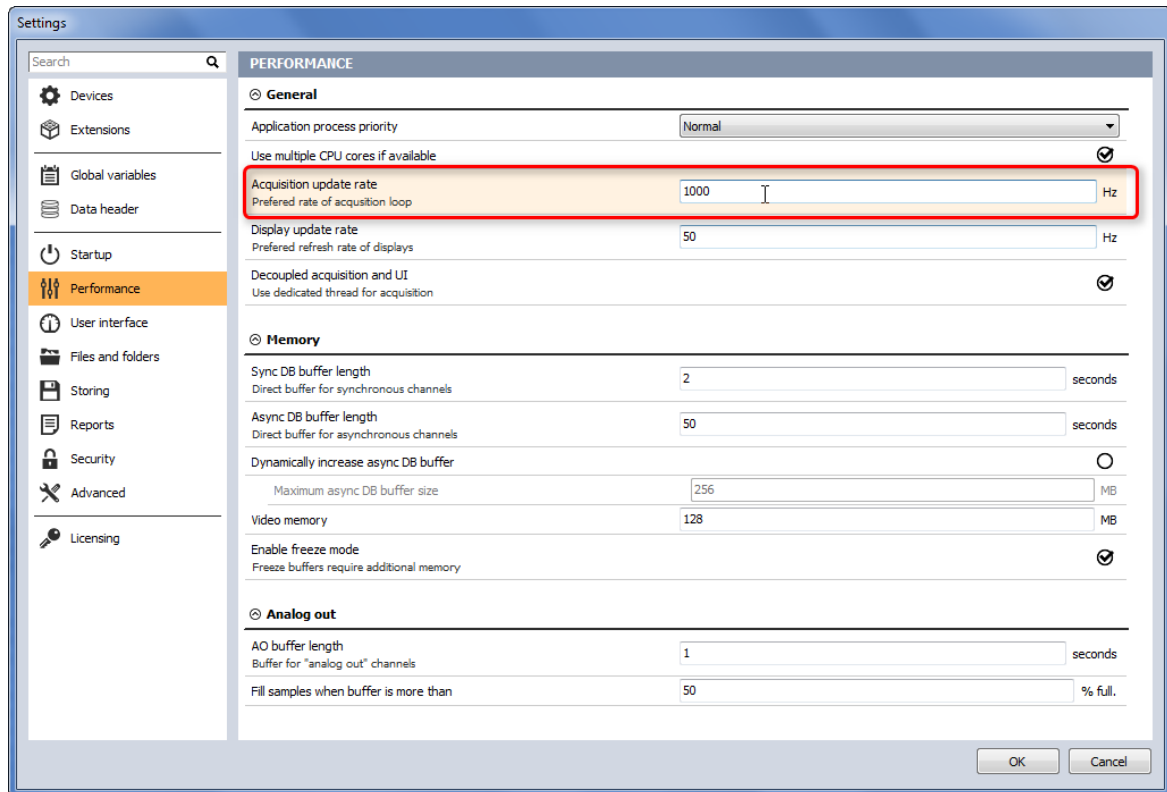 Settings
Search
Devices
Extensions
Global variables
Data header
Startup
Performance
User interface
Files and folders
Storing
Reports
Security
Advanced
Licensing
PERFORMANCE
General
Application process priority Normal
Use multiple CPU cores if available
Acquisition update rate 1000 Hz
Prefered rate of acqusition loop
Display update rate 50 Hz
Prefered refresh rate of displays
Decoupled acquisition and UI
Use dedicated thread for acquisition
Memory
Sync DB buffer length 2 seconds
Direct buffer for synchronous channels
Async DB buffer length 50 seconds
Direct buffer for asynchronous channels
Dynamically increase async DB buffer
Maximum async DB buffer size 256 MB
Video memory 128 MB
Enable freeze mode
Freeze buffers require additional memory
Analog out
AO buffer length 1 seconds
Buffer for "analog out" channels
Fill samples when buffer is more than 50 % full.
OK Cancel